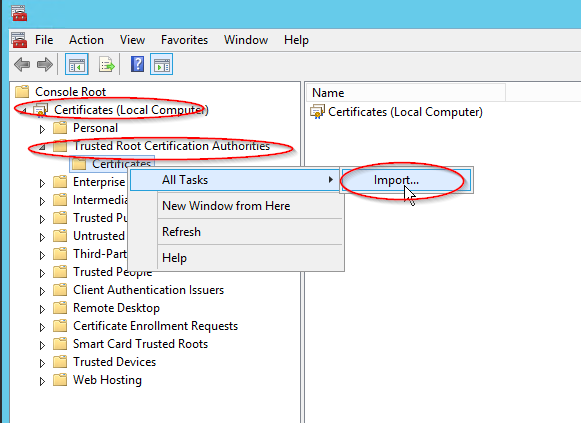 File Action View Favorites Window Help
Console Root
Certificates (Local Computer)
Personal
Trusted Root Certification Authorities
Certificates
Enterprise
Intermedia
Trusted Pu
Untrusted
Third-Part
Trusted People
Client Authentication Issuers
Remote Desktop
Certificate Enrollment Requests
Smart Card Trusted Roots
Trusted Devices
Web Hosting
All Tasks
New Window from Here
Refresh
Help
Import...
Name
Certificates (Local Computer)